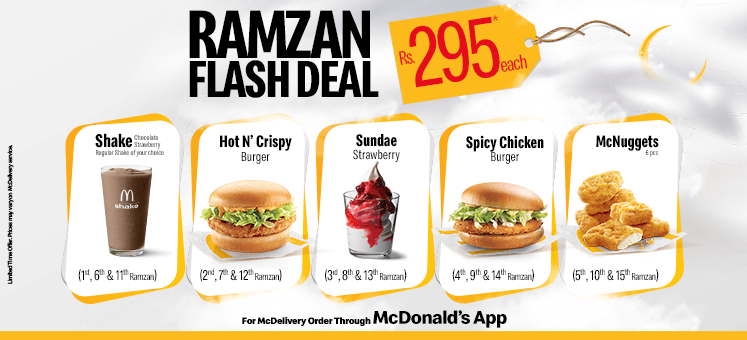 RAMZAN
FLASH DEAL
Rs. 295* each
Shake Chocolate
Strawberry
Regular Shake of your choice
shake
(1st, 6th & 11th Ramzan)
Hot N' Crispy
Burger
(2nd, 7th & 12th Ramzan)
Sundae
Strawberry
(3rd, 8th & 13th Ramzan)
Spicy Chicken
Burger
(4th, 9th & 14th Ramzan)
McNuggets
6 pcs
(5th, 10th & 15th Ramzan)
Limited Time Offer. Prices may vary on McDelivery service.
For McDelivery Order Through McDonald's App